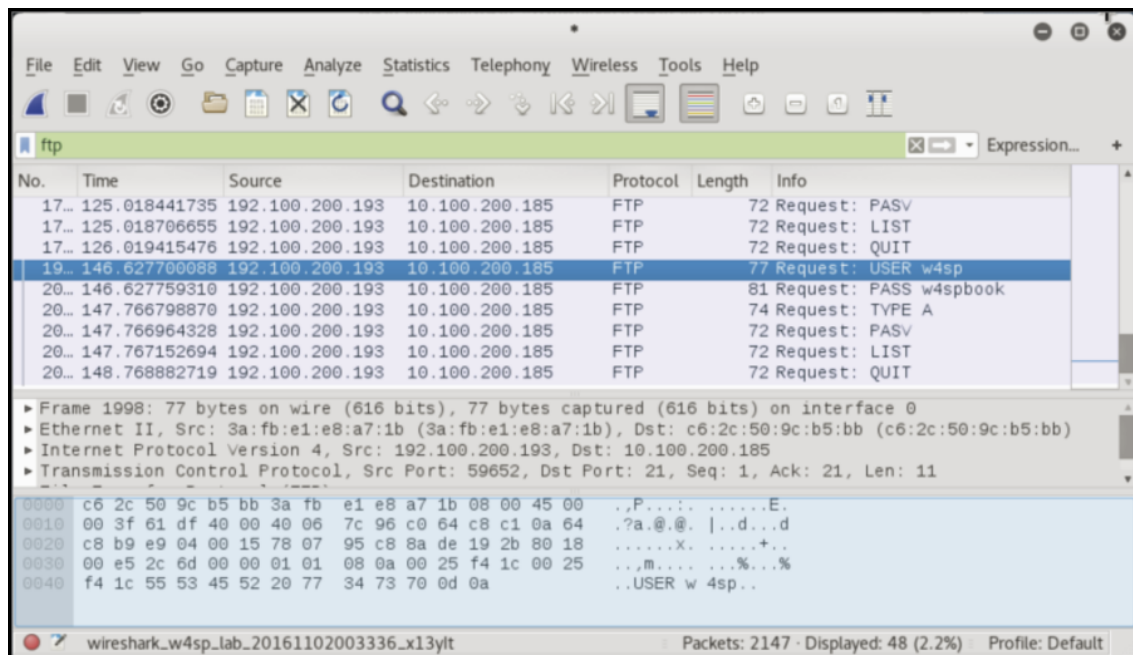 File Edit View Go Capture Analyze Statistics Telephony Wireless Tools Help
ftp Expression... +
No. Time Source Destination Protocol Length Info
17… 125.018441735 192.100.200.193 10.100.200.185 FTP 72 Request: PASV
17… 125.018706655 192.100.200.193 10.100.200.185 FTP 72 Request: LIST
17… 126.019415476 192.100.200.193 10.100.200.185 FTP 72 Request: QUIT
19… 146.627700088 192.100.200.193 10.100.200.185 FTP 77 Request: USER w4sp
20… 146.627759310 192.100.200.193 10.100.200.185 FTP 81 Request: PASS w4spbook
20… 147.766798870 192.100.200.193 10.100.200.185 FTP 74 Request: TYPE A
20… 147.766964328 192.100.200.193 10.100.200.185 FTP 72 Request: PASV
20… 147.767152694 192.100.200.193 10.100.200.185 FTP 72 Request: LIST
20… 148.768882719 192.100.200.193 10.100.200.185 FTP 72 Request: QUIT
Frame 1998: 77 bytes on wire (616 bits), 77 bytes captured (616 bits) on interface 0
Ethernet II, Src: 3a:fb:e1:e8:a7:1b (3a:fb:e1:e8:a7:1b), Dst: c6:2c:50:9c:b5:bb (c6:2c:50:9c:b5:bb)
Internet Protocol Version 4, Src: 192.100.200.193, Dst: 10.100.200.185
Transmission Control Protocol, Src Port: 59652, Dst Port: 21, Seq: 1, Ack: 21, Len: 11
0000 c6 2c 50 9c b5 bb 3a fb e1 e8 a7 1b 08 00 45 00 .,P...:. ......E.
0010 00 3f 61 df 40 00 40 06 7c 96 c0 64 c8 c1 0a 64 .?a.@.@. |..d...d
0020 c8 b9 e9 04 00 15 78 07 95 c8 8a de 19 2b 80 18 ......x. .....+..
0030 00 e5 2c 6d 00 00 01 01 08 0a 00 25 f4 1c 00 25 ..,m.... ...%...%
0040 f4 1c 55 53 45 52 20 77 34 73 70 0d 0a ..USER w 4sp..
wireshark_w4sp_lab_20161102003336_x13ylt Packets: 2147 · Displayed: 48 (2.2%) Profile: Default